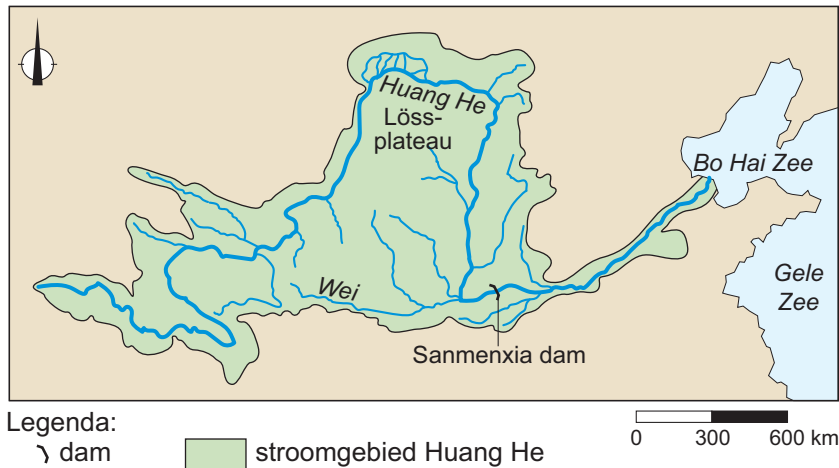 Huang He
Löss-
plateau
Bo Hai Zee
Gele
Zee
Wei
Sanmenxia dam
Legenda:
dam
stroomgebied Huang He
0 300 600 km